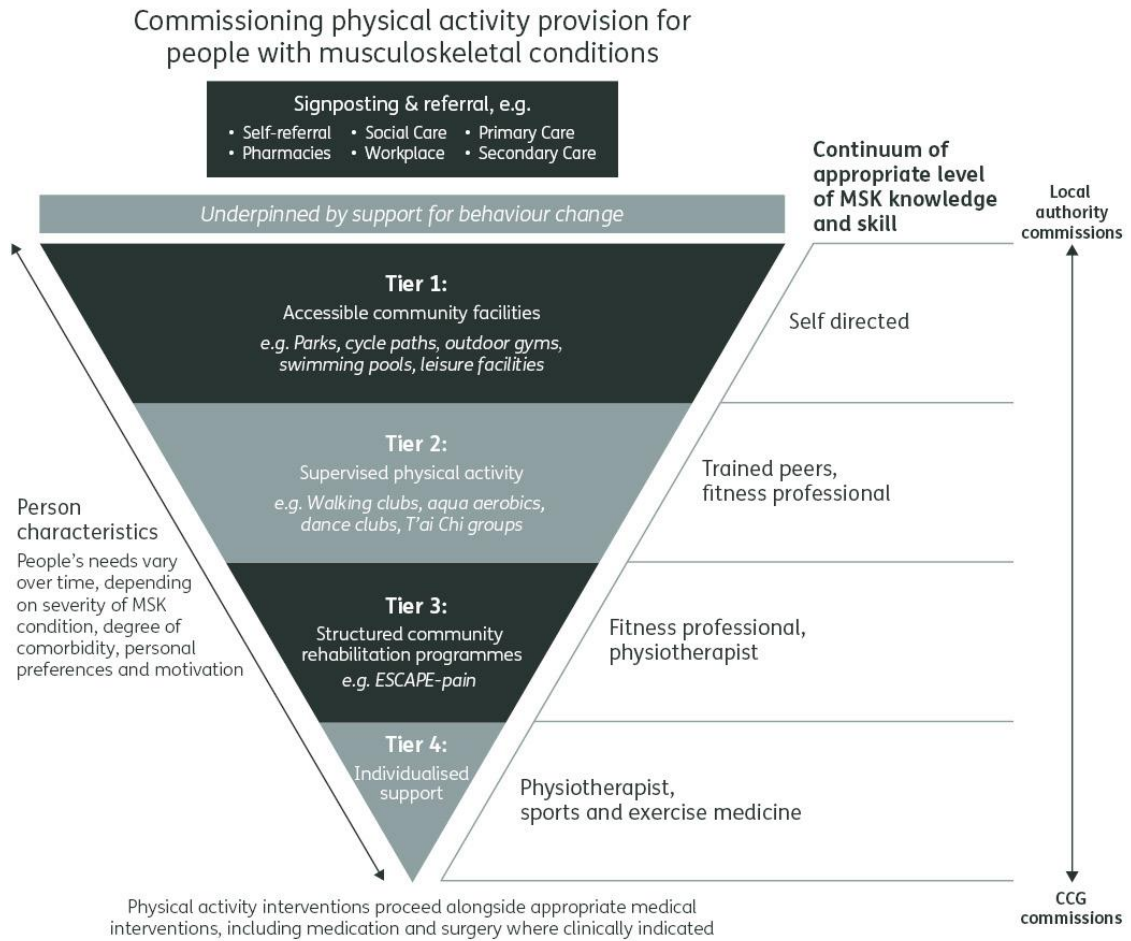 Commissioning physical activity provision for
people with musculoskeletal conditions
Signposting & referral, e.g.
• Self-referral • Social Care • Primary Care
• Pharmacies • Workplace • Secondary Care
Underpinned by support for behaviour change
Continuum of
appropriate level
of MSK knowledge
and skill
Local
authority
commissions
Tier 1:
Accessible community facilities
e.g. Parks, cycle paths, outdoor gyms,
swimming pools, leisure facilities
Self directed
Tier 2:
Supervised physical activity
e.g. Walking clubs, aqua aerobics,
dance clubs, T'ai Chi groups
Trained peers,
fitness professional
Person
characteristics
People's needs vary
over time, depending
on severity of MSK
condition, degree of
comorbidity, personal
preferences and motivation
Tier 3:
Structured community
rehabilitation programmes
e.g. ESCAPE-pain
Fitness professional,
physiotherapist
Tier 4:
Individualised
support
Physiotherapist,
sports and exercise medicine
CCG
commissions
Physical activity interventions proceed alongside appropriate medical
interventions, including medication and surgery where clinically indicated